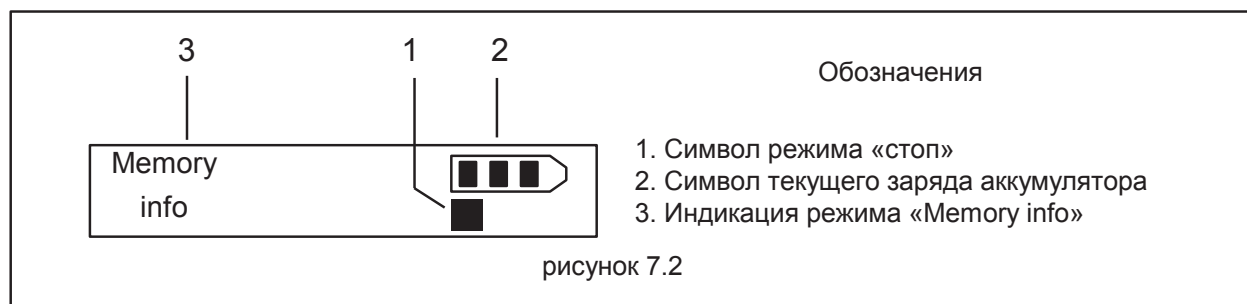 3
1
2
Обозначения
Memory
info
1. Символ режима «стоп»
2. Символ текущего заряда аккумулятора
3. Индикация режима «Memory info»
рисунок 7.2